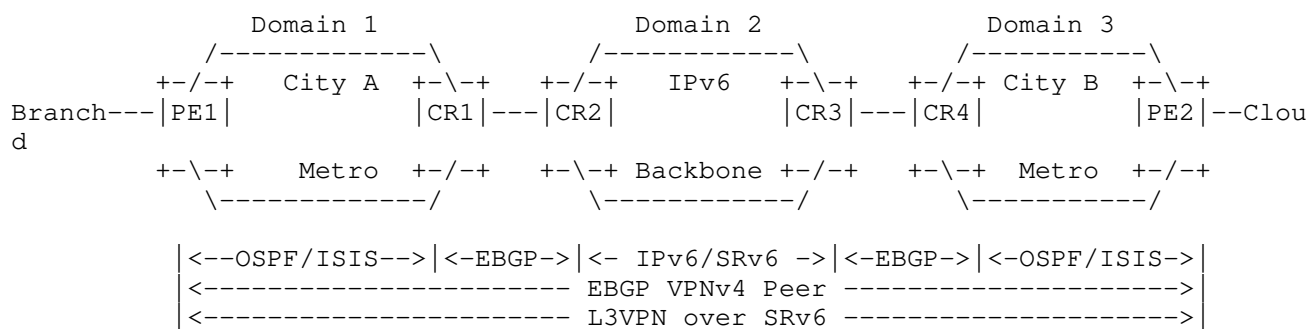 Domain 1                   Domain 2                 Domain 3
                 /-------------\           /------------\            /-----------\
            +-/-+    City A  +-\-+     +-/-+    IPv6   +-\-+     +-/-+ City B  +-\-+
Branch---|PE1|             |CR1|---|CR2|            |CR3|---|CR4|            |PE2|--Clou
d
            +-\-+    Metro  +-/-+     +-\-+ Backbone +-/-+     +-\-+  Metro  +-/-+
                 \-------------/           \------------/            \-----------/
            |<--OSPF/ISIS-->|<-EBGP->|<- IPv6/SRv6 ->|<-EBGP->|<-OSPF/ISIS->|
            |<----------------------- EBGP VPNv4 Peer -------------------->|
            |<----------------------- L3VPN over SRv6 -------------------->|